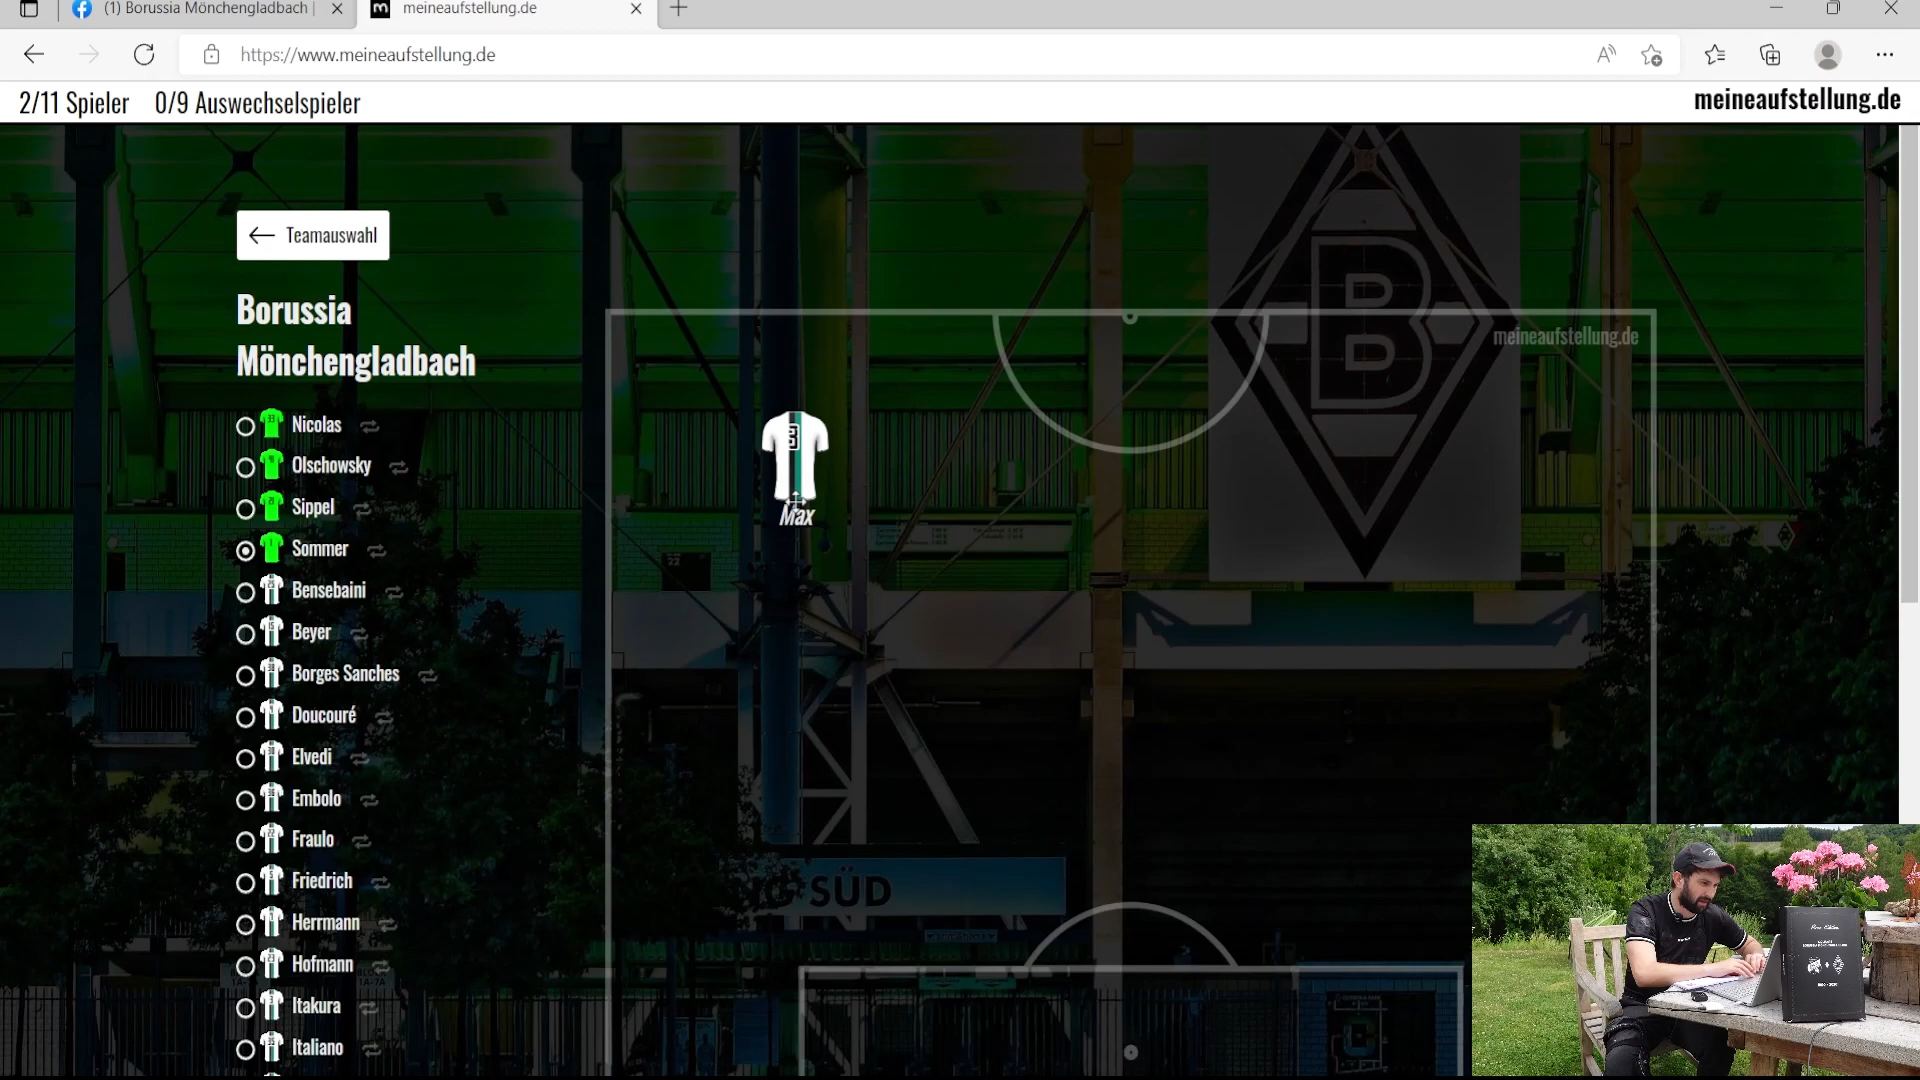 (1) Borussia Mönchengladbach |
meineaufstellung.de
https://www.meineaufstellung.de
2/11 Spieler 0/9 Auswechselspieler
meineaufstellung.de
Teamauswahl
Borussia
Mönchengladbach
meineaufstellung.de
Nicolas
Olschowsky
Sippel
Sommer
Bensebaini
Beyer
Borges Sanches
Doucouré
Elvedi
Embolo
Fraulo
Friedrich
Herrmann
Hofmann
Itakura
Italiano
Max
22
SÜD